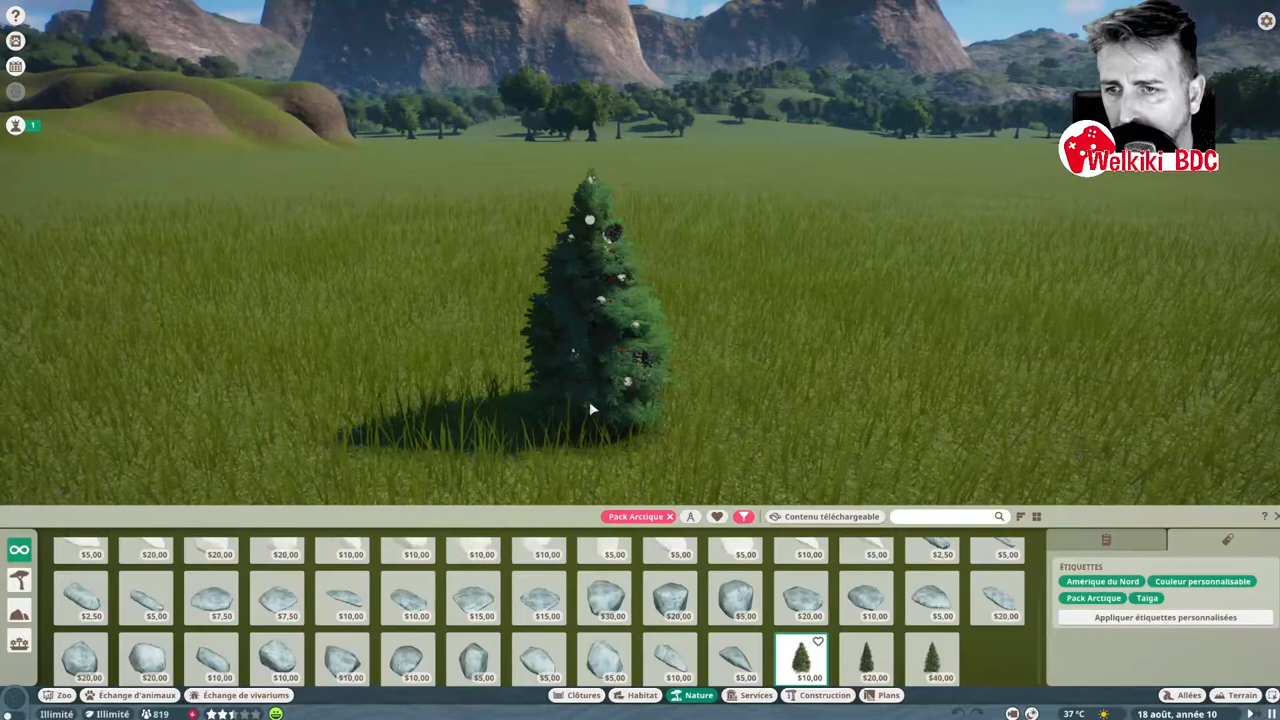 ?
1
Welkiki BDC
Pack Arctique ×
Contenu téléchargeable
?
$5,00 $20,00 $20,00 $20,00 $10,00 $10,00 $10,00 $10,00 $5,00 $5,00 $5,00 $10,00 $5,00 $2,50 $5,00
$2,50 $5,00 $7,50 $7,50 $10,00 $10,00 $15,00 $15,00 $30,00 $20,00 $5,00 $20,00 $10,00 $5,00 $20,00
$20,00 $10,00 $10,00 $10,00 $10,00 $10,00 $5,00 $5,00 $5,00 $10,00 $5,00 $10,00 $20,00 $40,00
ÉTIQUETTES
Amérique du Nord Couleur personnalisable
Pack Arctique Taïga
Appliquer étiquettes personnalisées
Zoo Échange d'animaux Échange de vivariums Clôtures Habitat Nature Services Construction Plans Allées Terrain
Illimité Illimité 819 37 °C 18 août, année 10